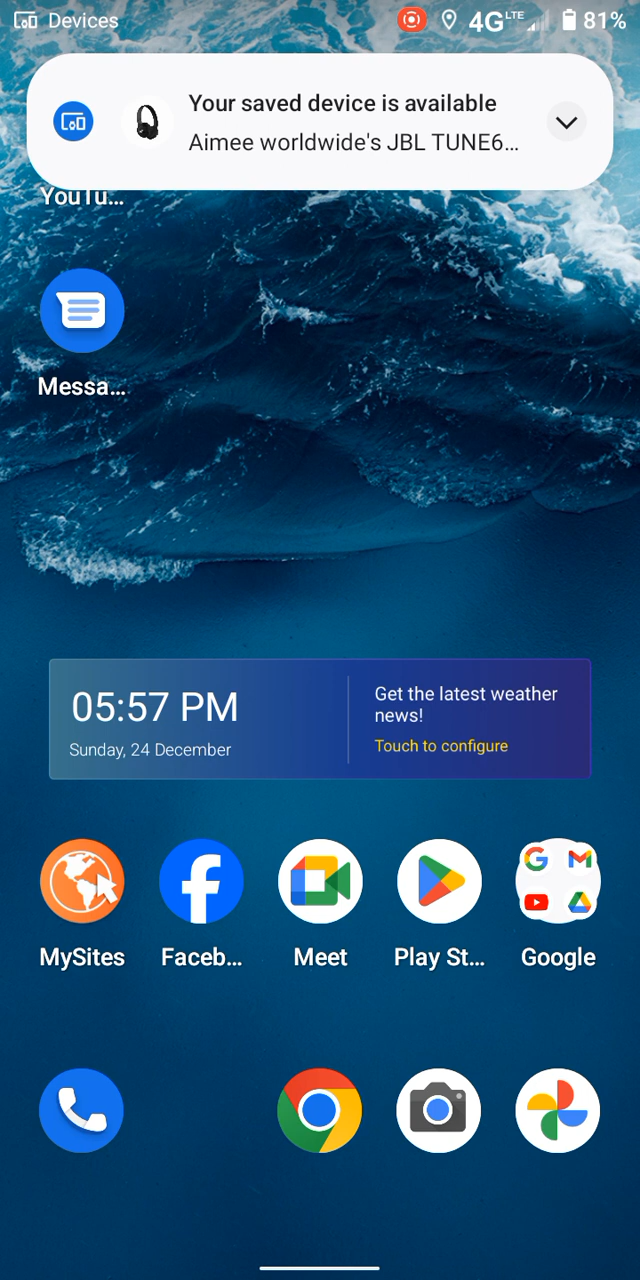 Devices
4G LTE
81%
Your saved device is available
Aimee worldwide's JBL TUNE6...
YouTu...
Messa...
05:57 PM
Sunday, 24 December
Get the latest weather
news!
Touch to configure
MySites
Faceb...
Meet
Play St...
Google